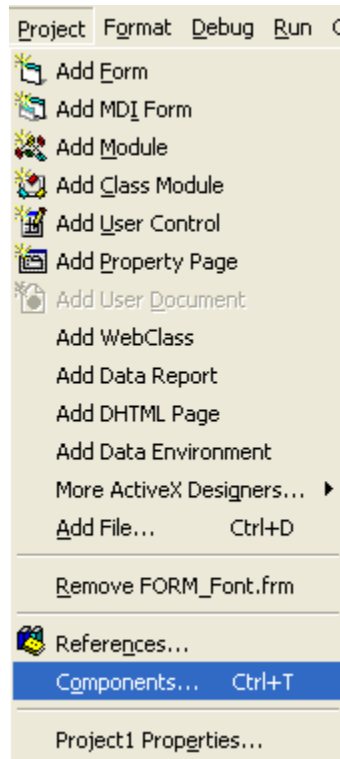 Project Format Debug Run
Add Form
Add MDI Form
Add Module
Add Class Module
Add User Control
Add Property Page
Add User Document
Add WebClass
Add Data Report
Add DHTML Page
Add Data Environment
More ActiveX Designers...
Add File... Ctrl+D
Remove FORM_Font.frm
References...
Components... Ctrl+T
Project1 Properties...